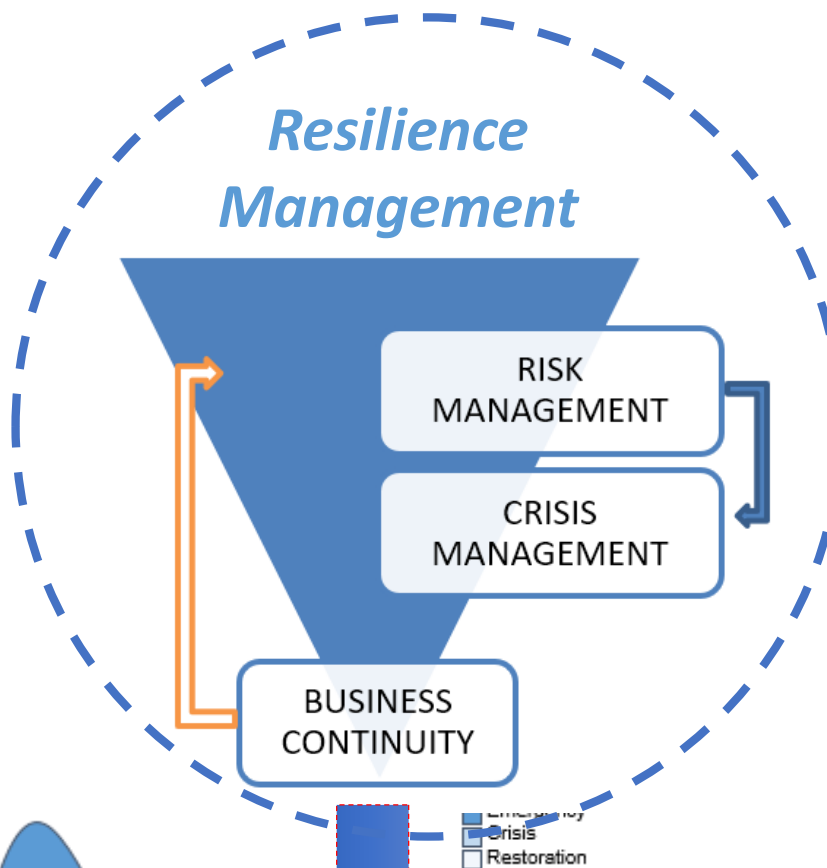 Resilience
Management
RISK
MANAGEMENT
CRISIS
MANAGEMENT
BUSINESS
CONTINUITY
Crisis
Restoration